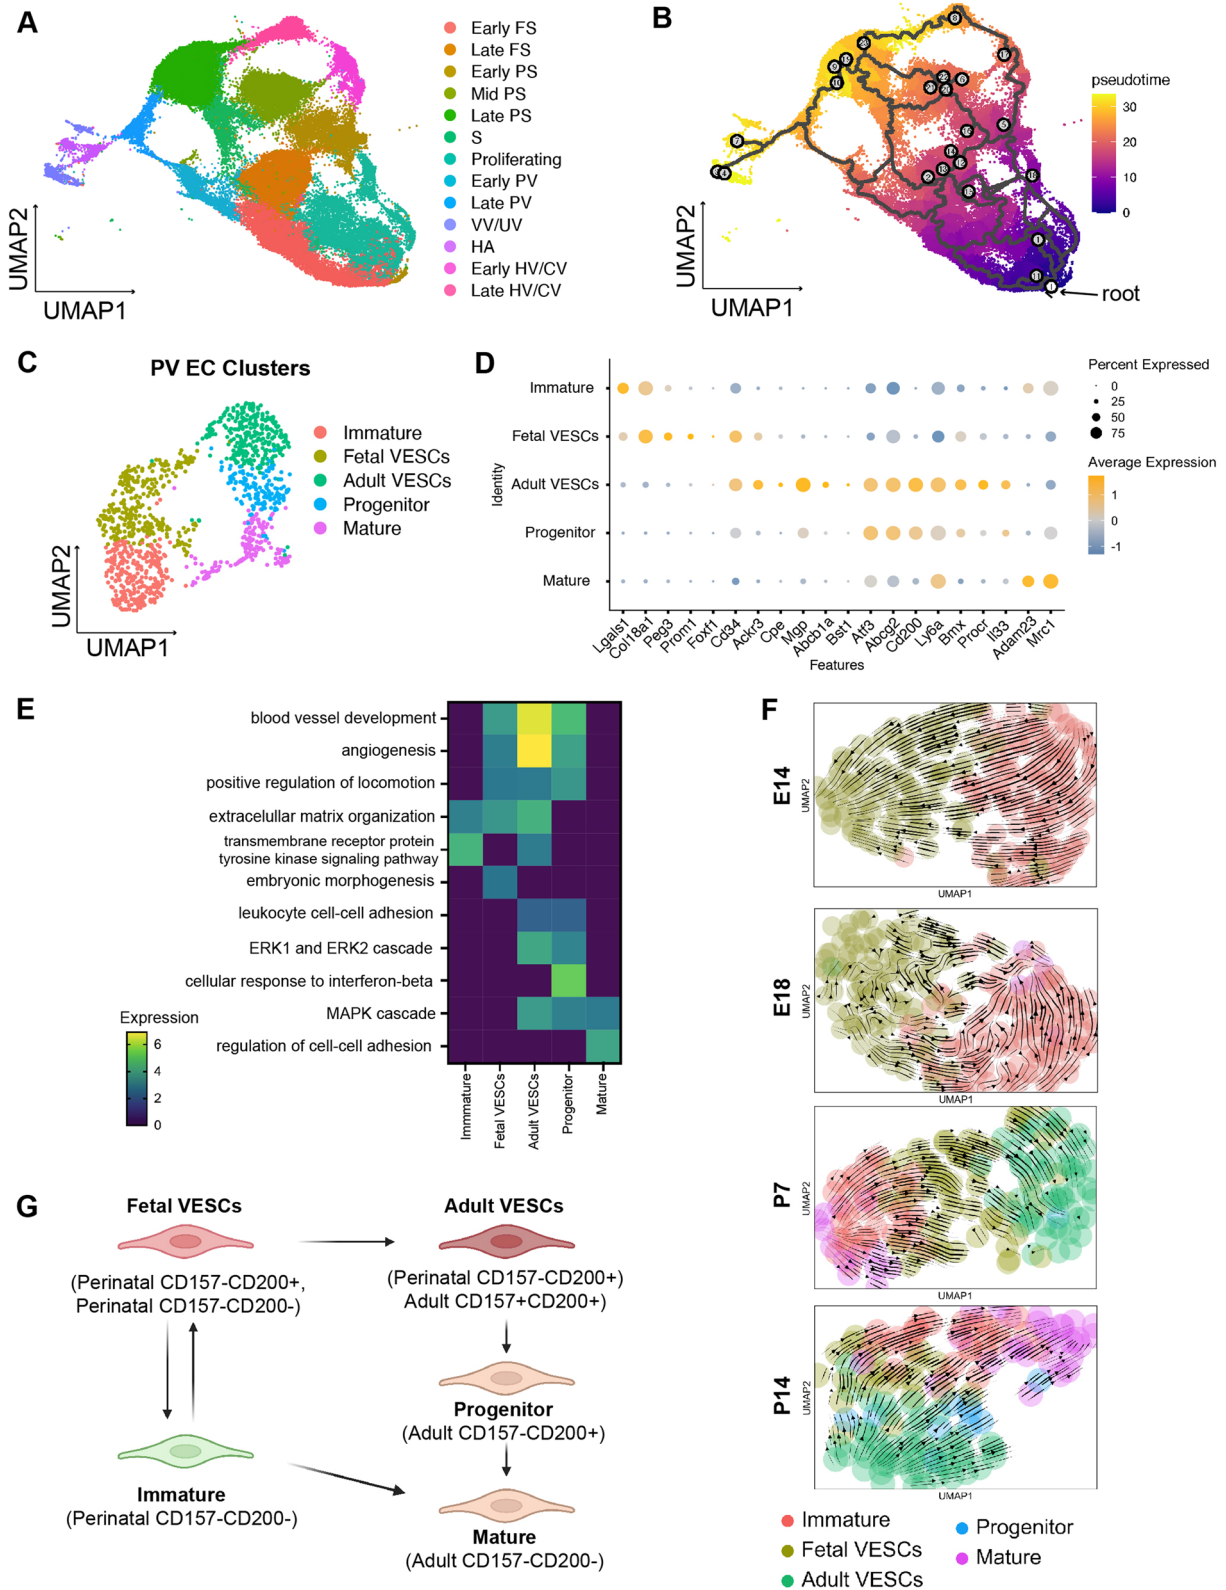 A
Early FS
Late FS
Early PS
Mid PS
Late PS
S
Proliferating
Early PV
Late PV
VV/UV
HA
Early HV/CV
Late HV/CV
UMAP2
UMAP1
B
pseudotime
30
20
10
0
root
UMAP2
UMAP1
C
PV EC Clusters
Immature
Fetal VESCs
Adult VESCs
Progenitor
Mature
UMAP2
UMAP1
D
Immature
Fetal VESCs
Adult VESCs
Progenitor
Mature
Identity
Lgals1
Col18a1
Peg3
Prom1
Foxf1
Cd34
Ackr3
Cpe
Mgp
Abcb1a
Bst1
Atf3
Abcg2
Cd200
Ly6a
Bmx
Procr
Il33
Adam23
Mrc1
Features
Percent Expressed
0
25
50
75
Average Expression
1
0
-1
E
blood vessel development
angiogenesis
positive regulation of locomotion
extracelullar matrix organization
transmembrane receptor protein
tyrosine kinase signaling pathway
embryonic morphogenesis
leukocyte cell-cell adhesion
ERK1 and ERK2 cascade
cellular response to interferon-beta
MAPK cascade
regulation of cell-cell adhesion
Expression
6
4
2
0
Immature
Fetal VESCs
Adult VESCs
Progenitor
Mature
F
E14
UMAP2
UMAP1
E18
UMAP2
UMAP1
P7
UMAP2
UMAP1
P14
UMAP2
UMAP1
Immature
Fetal VESCs
Adult VESCs
Progenitor
Mature
G
Fetal VESCs
(Perinatal CD157-CD200+,
Perinatal CD157-CD200-)
Adult VESCs
(Perinatal CD157-CD200+)
Adult CD157+CD200+)
Progenitor
(Adult CD157-CD200+)
Immature
(Perinatal CD157-CD200-)
Mature
(Adult CD157-CD200-)